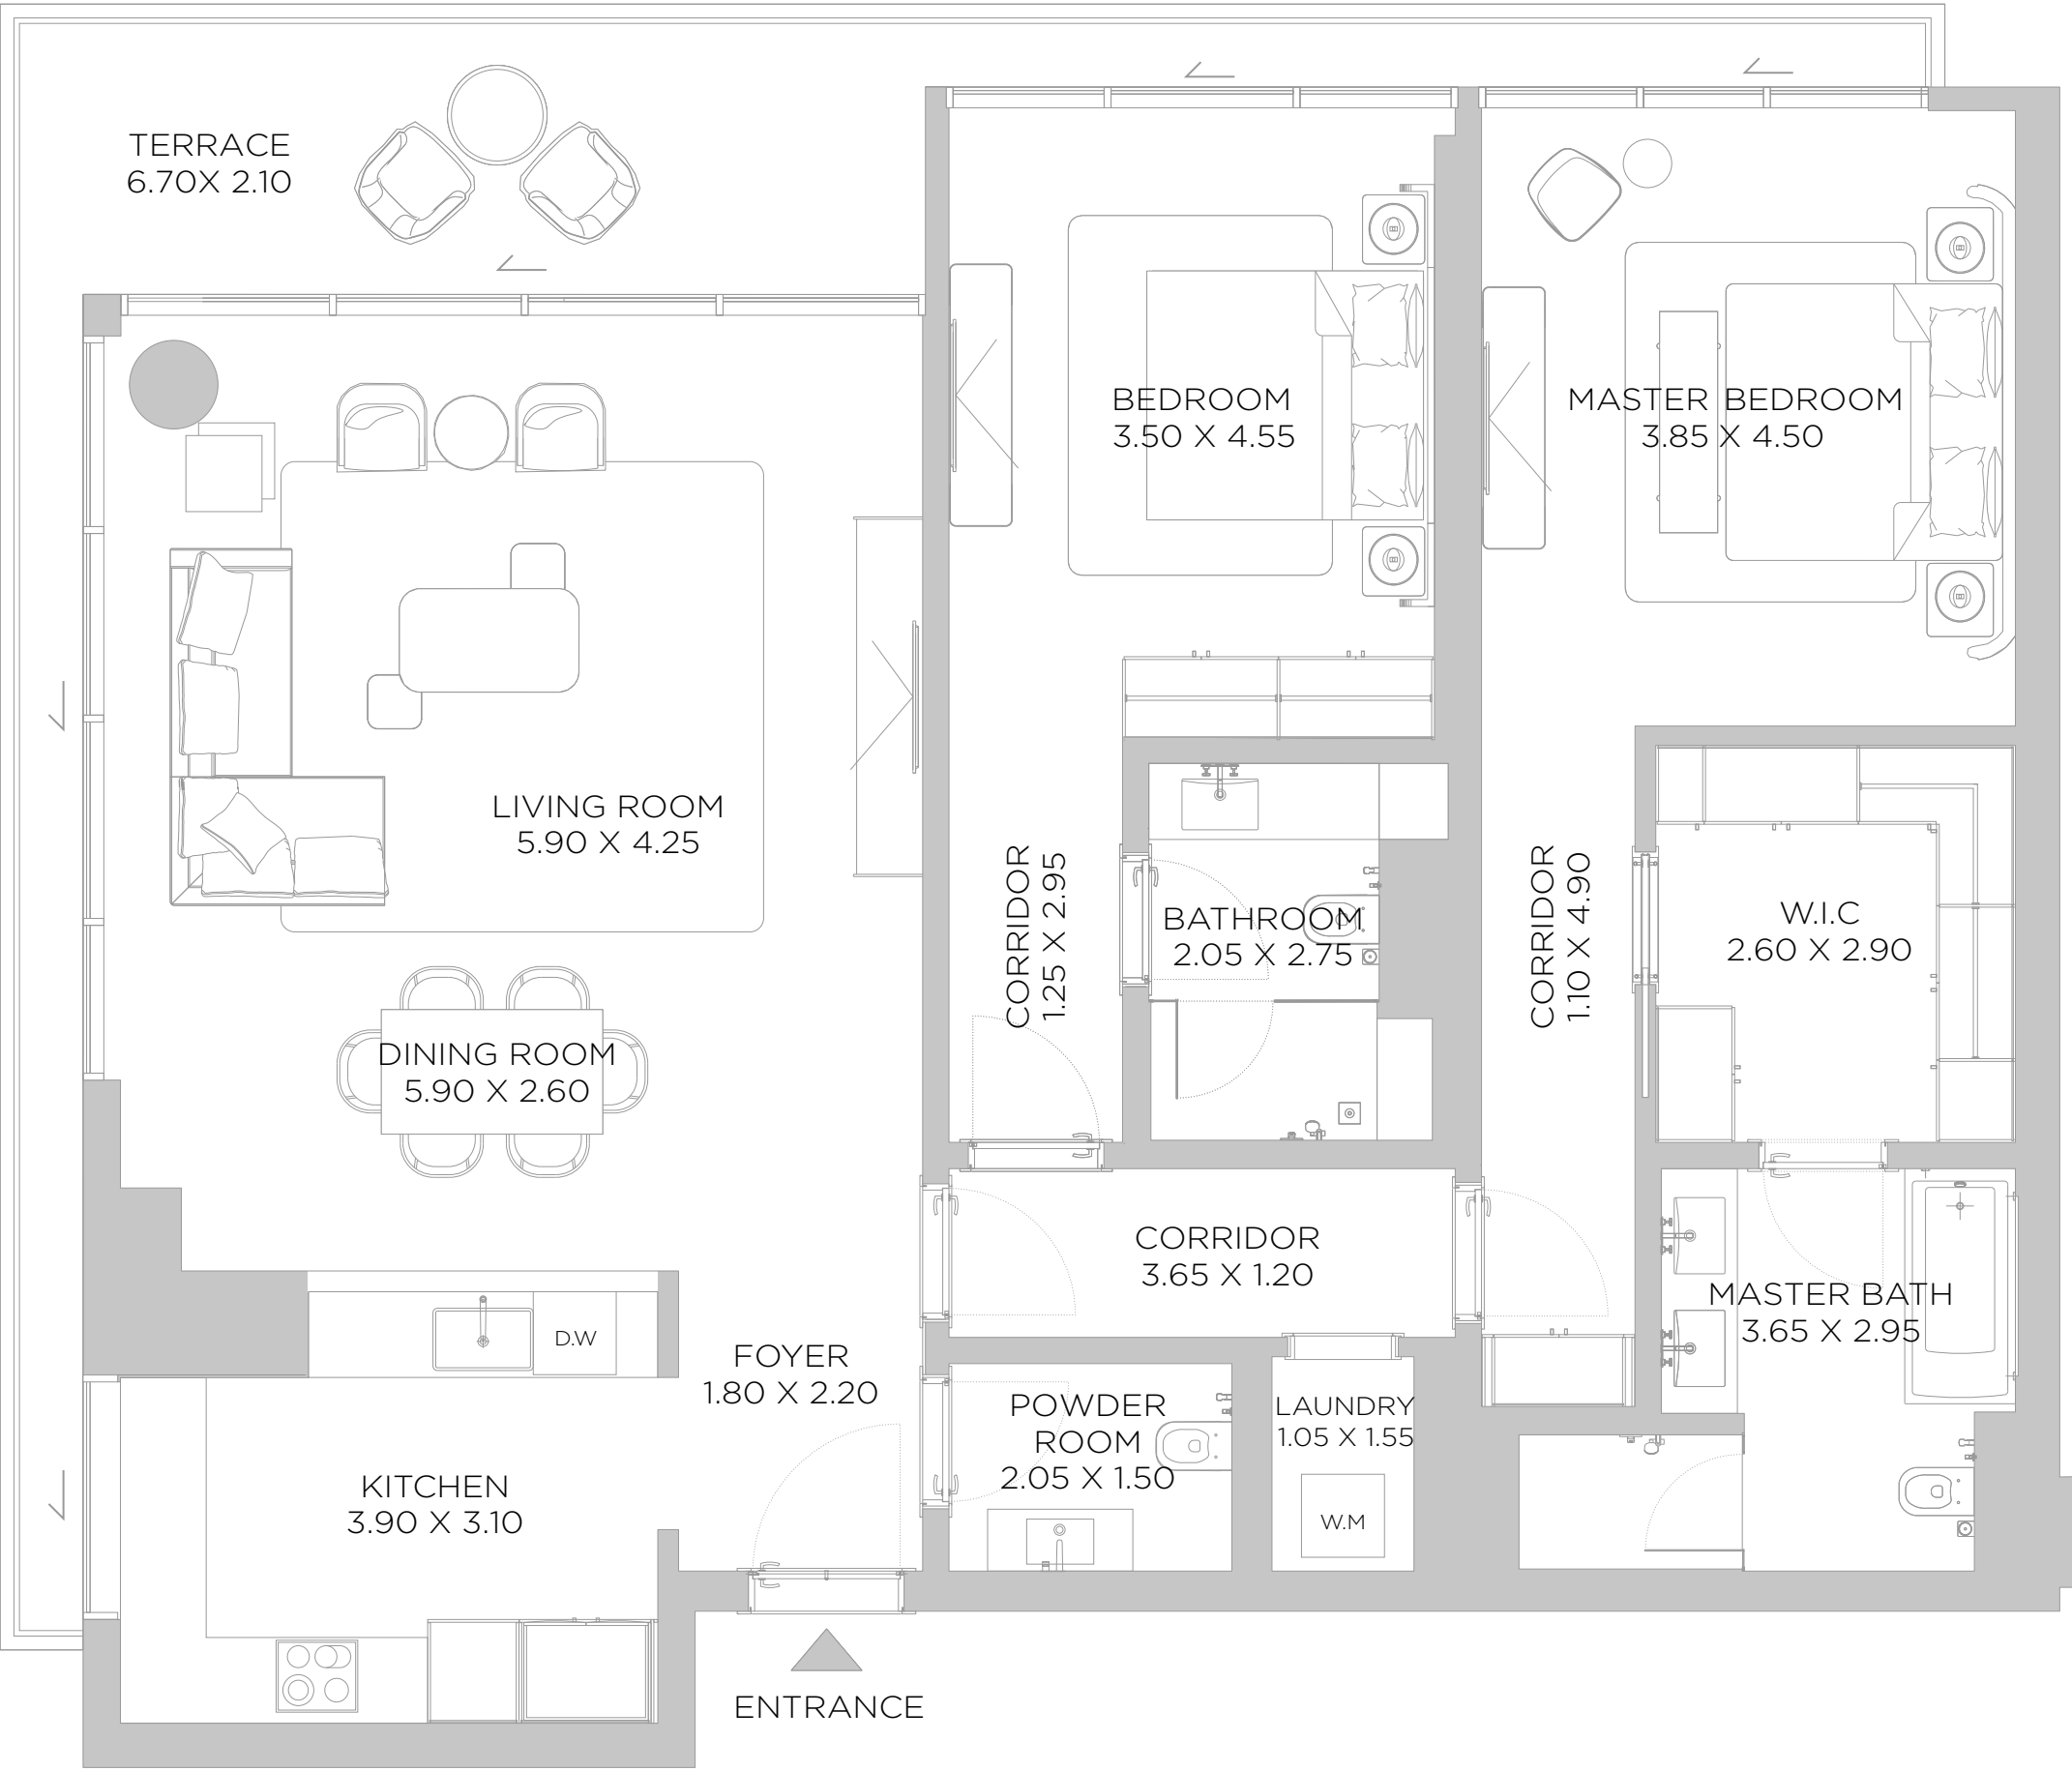 TERRACE
6.70X 2.10
BEDROOM
3.50 X 4.55
MASTER BEDROOM
3.85 X 4.50
LIVING ROOM
5.90 X 4.25
CORRIDOR
1.25 X 2.95
BATHROOM
2.05 X 2.75
CORRIDOR
1.10 X 4.90
W.I.C
2.60 X 2.90
DINING ROOM
5.90 X 2.60
CORRIDOR
3.65 X 1.20
MASTER BATH
3.65 X 2.95
D.W
FOYER
1.80 X 2.20
POWDER
ROOM
2.05 X 1.50
LAUNDRY
1.05 X 1.55
KITCHEN
3.90 X 3.10
W.M
ENTRANCE